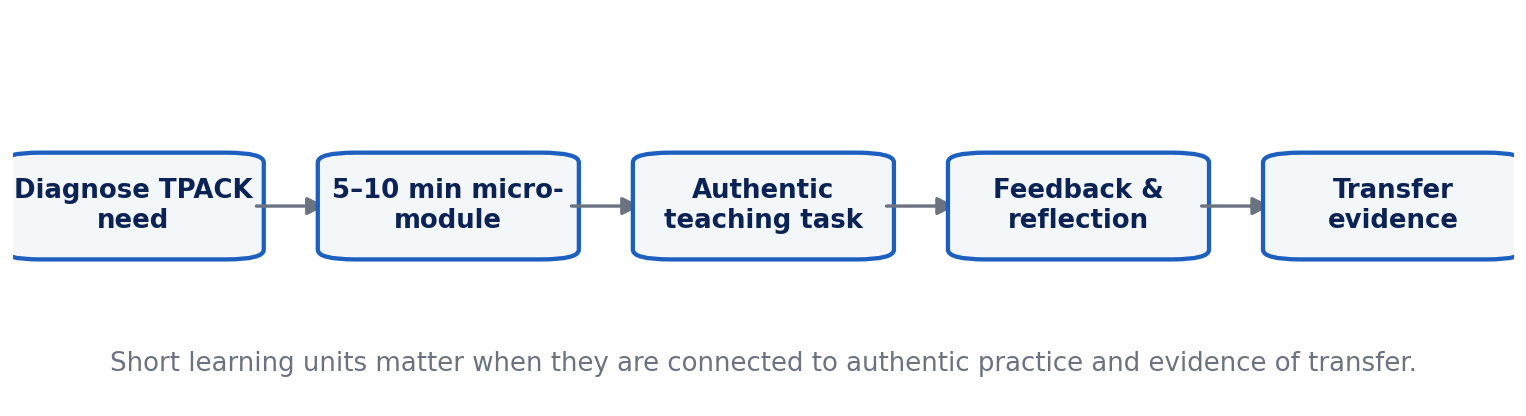 Diagnose TPACK
need
5–10 min micro-
module
Authentic
teaching task
Feedback &
reflection
Transfer
evidence
Short learning units matter when they are connected to authentic practice and evidence of transfer.